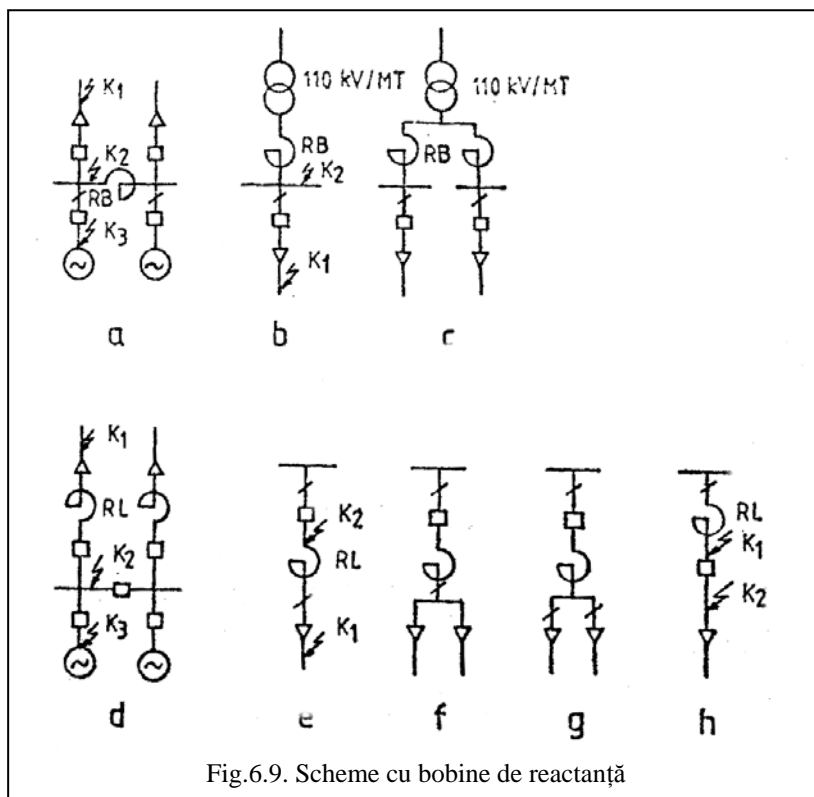 110 kV/MT
110 kV/MT
K1
K2
RB
K3
RB
K2
K1
RB
a
b
c
K1
RL
K2
K3
K2
RL
K1
RL
K1
K2
d
e
f
g
h
Fig.6.9. Scheme cu bobine de reactanță